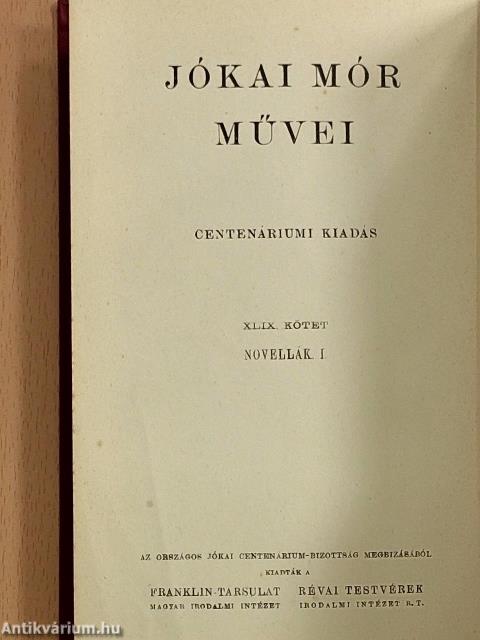 JÓKAI MÓR
MŰVEI
CENTENÁRIUMI KIADÁS
XLIX. KÖTET
NOVELLÁK. I
AZ ORSZÁGOS JÓKAI CENTENÁRIUM-BIZOTTSÁG MEGBIZÁSÁBÓL
KIADTÁK A
FRANKLIN-TARSULAT RÉVAI TESTVÉREK
MAGYAR IRODALMI INTÉZET IRODALMI INTÉZET R. T.
Antikvárium.hu